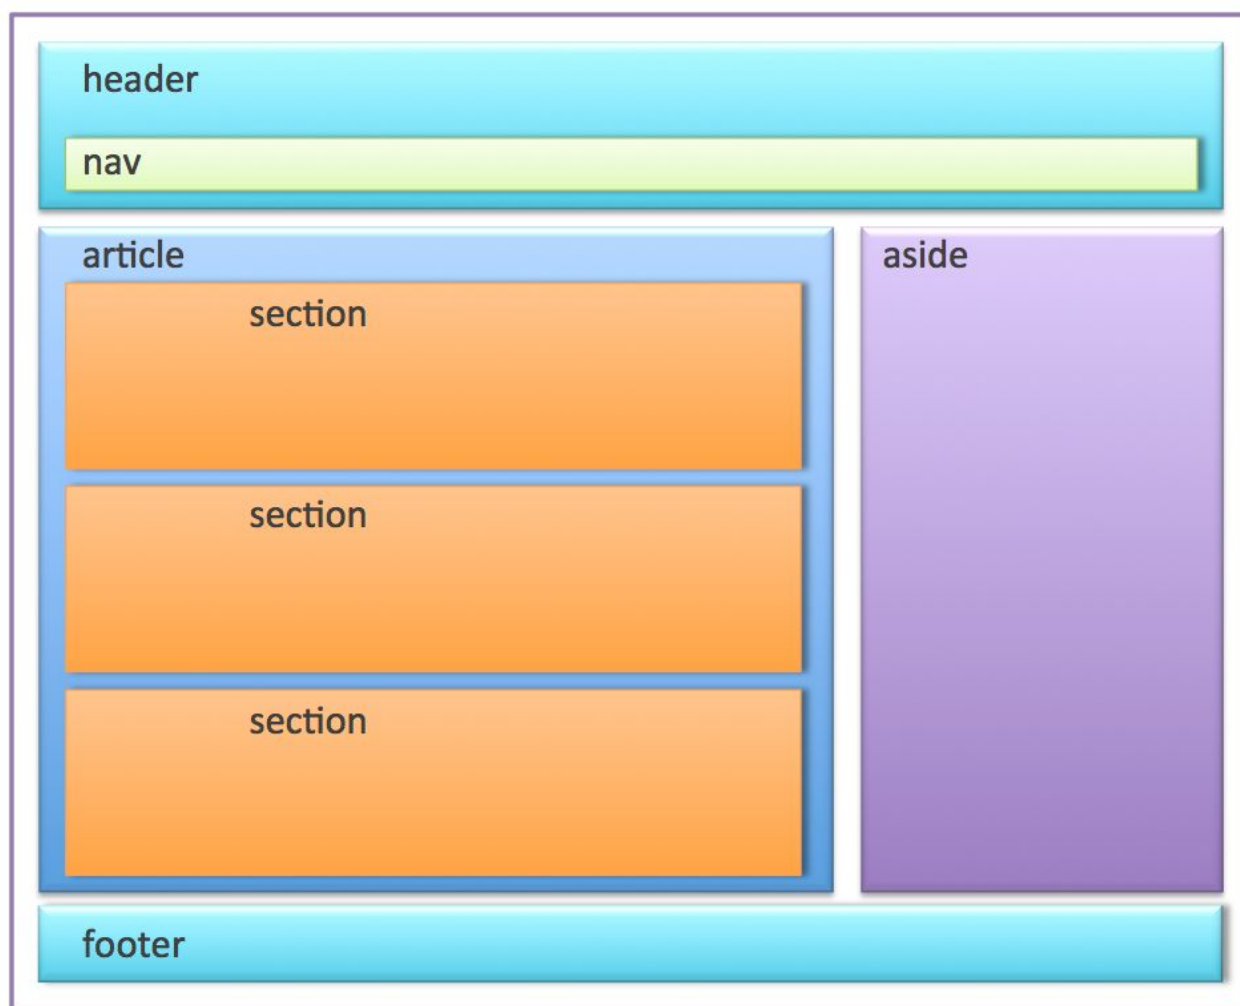 header
nav
article
aside
section
section
section
footer